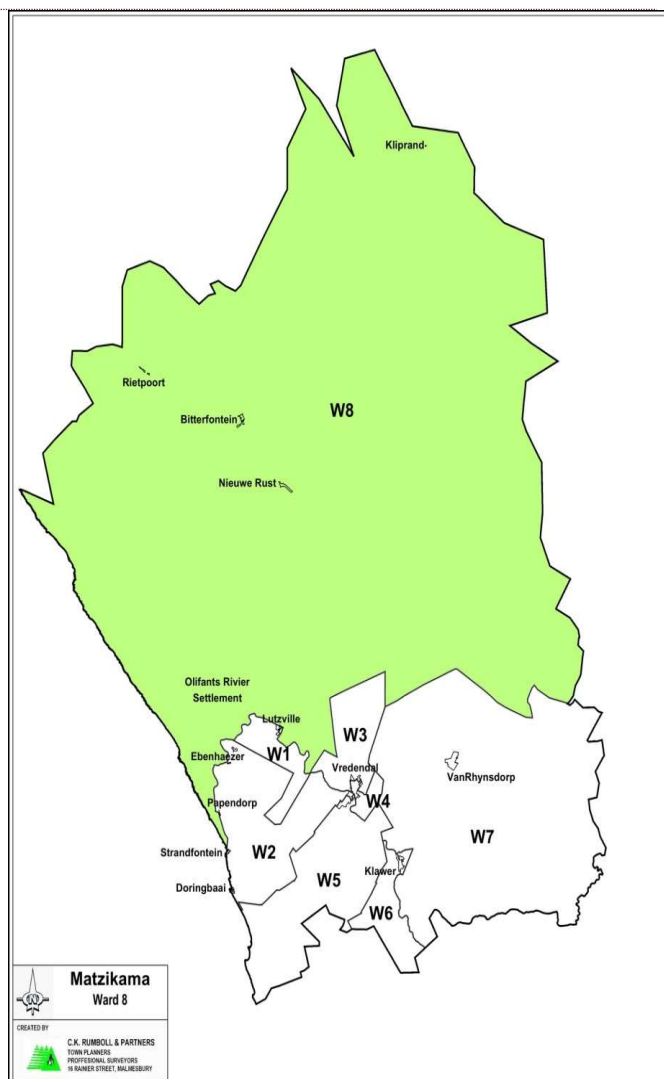 Kliprand-
Rietpoort
W8
Bitterfontein
Nieuwe Rust
Olifants Rivier
Settlement
Lutzville
W3
Ebenhaezer
W1
Vredendal
VanRhynsdorp
Papendorp
W4
W7
Strandfontein
W2
Klawer
W5
Doringbaai
W6
Matzikama
Ward 8
N
CREATED BY
C.K. RUMBOLL & PARTNERS
TOWN PLANNERS
PROFFESIONAL SURVEYORS
16 RAINIER STREET, MALMESBURY